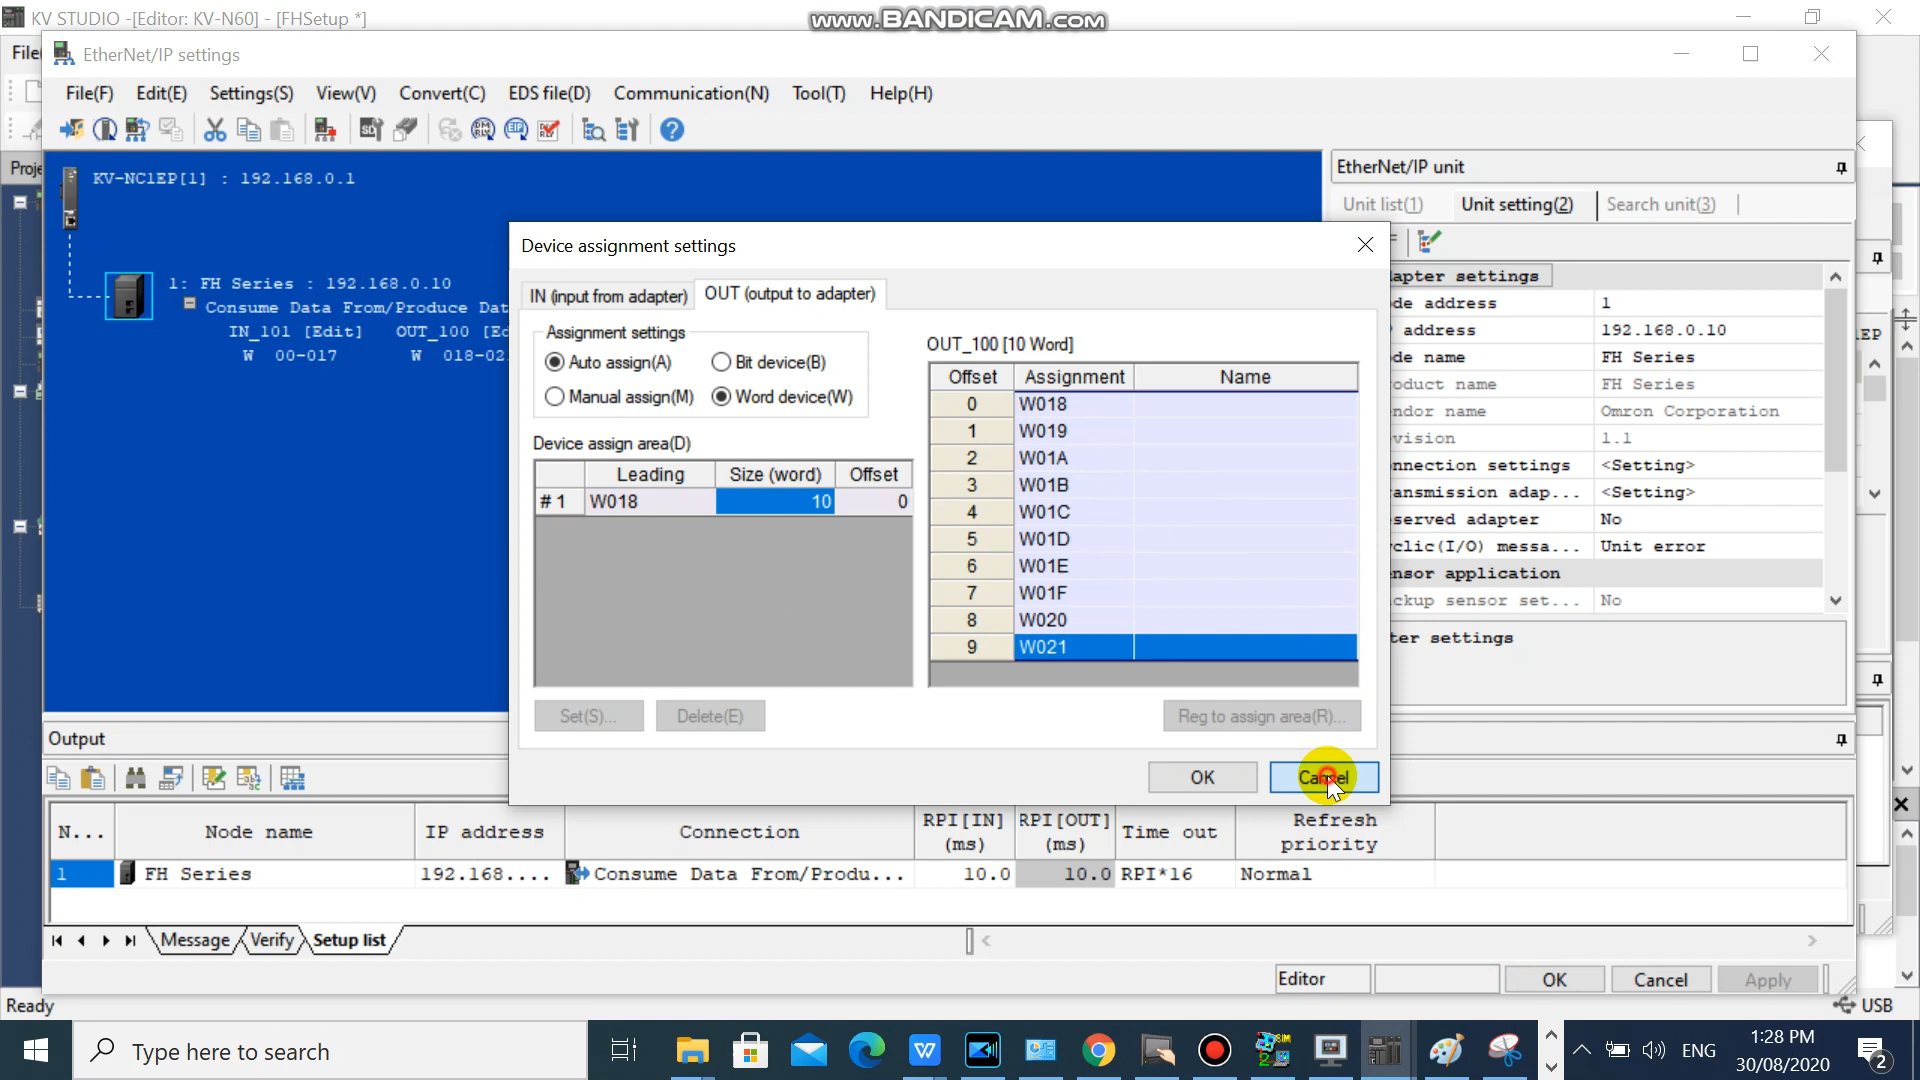 KV STUDIO -[Editor: KV-N60] - [FHSetup *]
www.BANDICAM.com
EtherNet/IP settings
File(F) Edit(E) Settings(S) View(V) Convert(C) EDS file(D) Communication(N) Tool(T) Help(H)
KV-NC1EP[1] : 192.168.0.1
1: FH Series : 192.168.0.10
Consume Data From/Produce Dat
IN_101 [Edit] OUT_100 [Ed
W 00-017 W 018-02
EtherNet/IP unit
Unit list(1) Unit setting(2) Search unit(3)
apter settings
de address 1
address 192.168.0.10
de name FH Series
oduct name FH Series
ndor name Omron Corporation
vision 1.1
nnection settings <Setting>
ansmission adap... <Setting>
served adapter No
clic(I/O) messa... Unit error
nsor application
ckup sensor set... No
ter settings
Device assignment settings
IN (input from adapter) OUT (output to adapter)
Assignment settings
Auto assign(A) Bit device(B)
Manual assign(M) Word device(W)
Device assign area(D)
Leading Size (word) Offset
# 1 W018 10 0
OUT_100 [10 Word]
Offset Assignment Name
0 W018
1 W019
2 W01A
3 W01B
4 W01C
5 W01D
6 W01E
7 W01F
8 W020
9 W021
Set(S)... Delete(E) Reg to assign area(R)...
OK Cancel
Output
N... Node name IP address Connection RPI[IN] (ms) RPI[OUT] (ms) Time out Refresh priority
1 FH Series 192.168.... Consume Data From/Produ... 10.0 10.0 RPI*16 Normal
Message Verify Setup list
Editor OK Cancel Apply
Ready USB
Type here to search
ENG 1:28 PM
30/08/2020
2